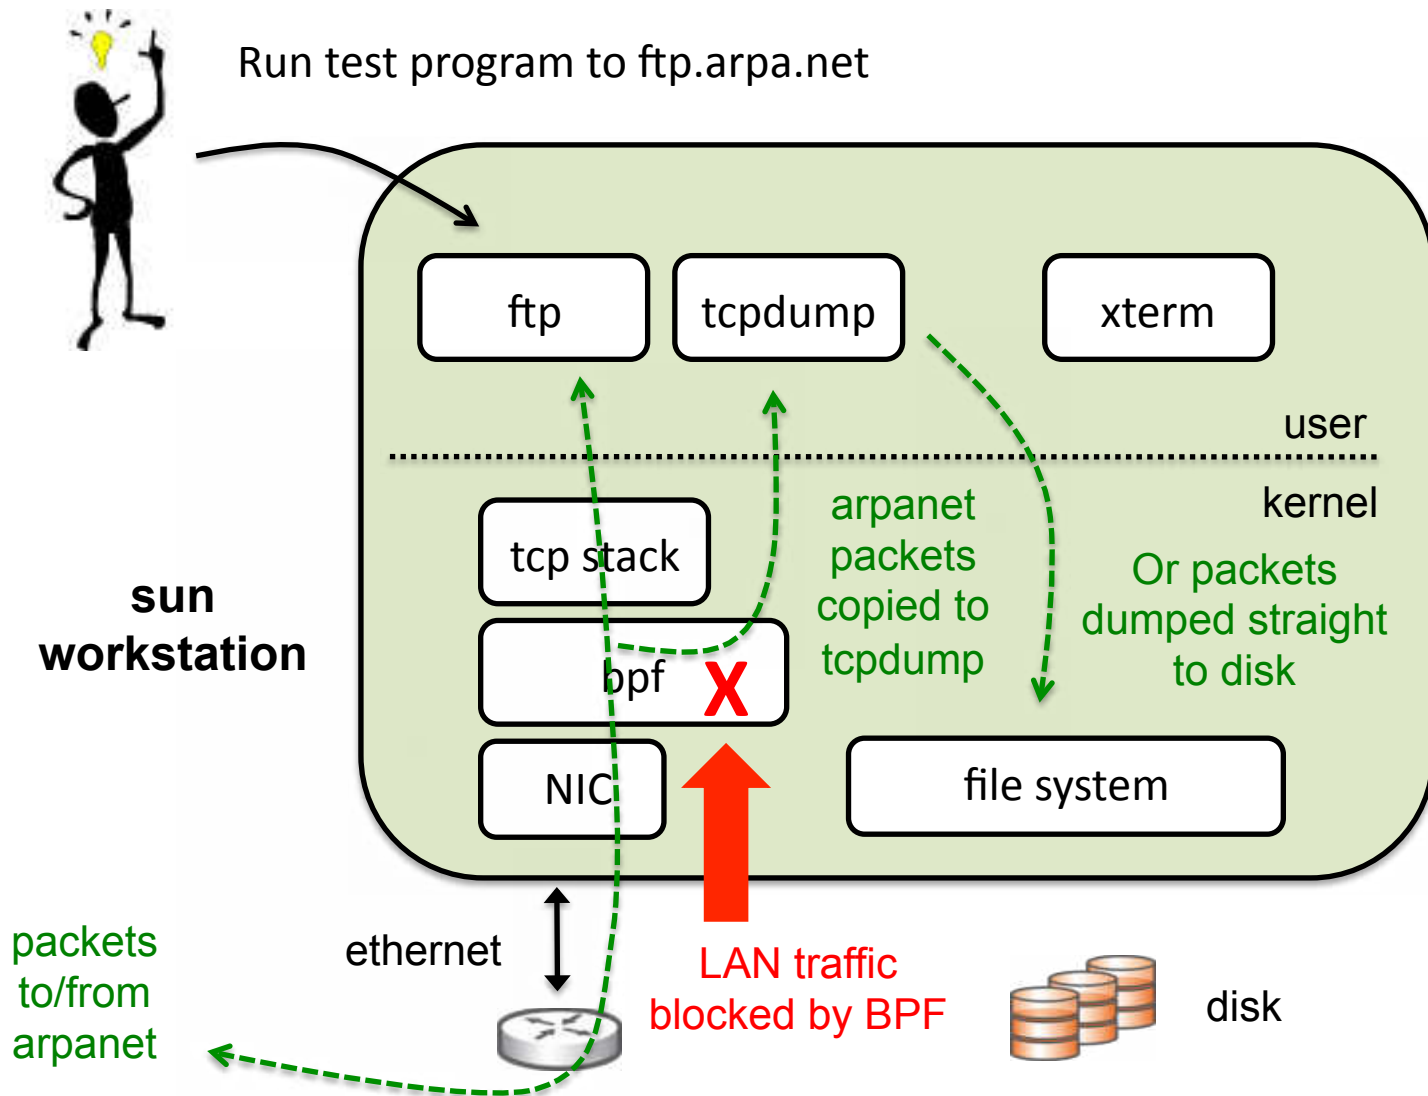 Run test program to ftp.arpa.net
ftp
tcpdump
xterm
user
kernel
tcp stack
arpanet
packets
copied to
tcpdump
Or packets
dumped straight
to disk
sun
workstation
bpf
X
NIC
file system
ethernet
packets
to/from
arpanet
LAN traffic
blocked by BPF
disk